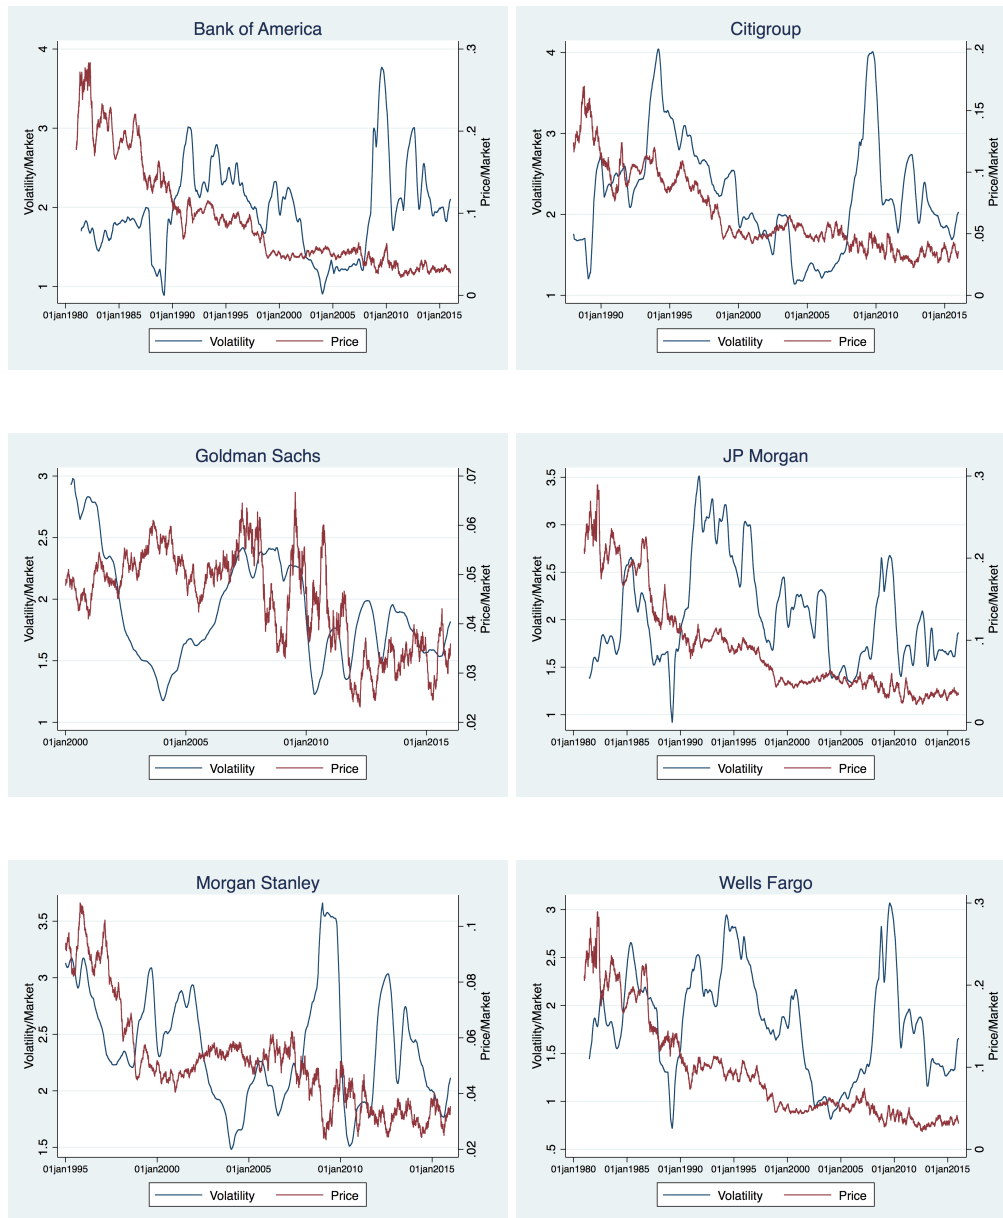 Bank of America
Volatility/Market
4
3
2
1
.3
.2
.1
0
Price/Market
01jan1980 01jan1985 01jan1990 01jan1995 01jan2000 01jan2005 01jan2010 01jan2015
Volatility Price
Citigroup
Volatility/Market
4
3
2
1
.2
.15
.1
.05
0
Price/Market
01jan1990 01jan1995 01jan2000 01jan2005 01jan2010 01jan2015
Volatility Price
Goldman Sachs
Volatility/Market
3
2.5
2
1.5
1
.07
.06
.05
.04
.03
.02
Price/Market
01jan2000 01jan2005 01jan2010 01jan2015
Volatility Price
JP Morgan
Volatility/Market
3.5
3
2.5
2
1.5
1
.3
.2
.1
0
Price/Market
01jan1980 01jan1985 01jan1990 01jan1995 01jan2000 01jan2005 01jan2010 01jan2015
Volatility Price
Morgan Stanley
Volatility/Market
3.5
3
2.5
2
1.5
.1
.08
.06
.04
.02
Price/Market
01jan1995 01jan2000 01jan2005 01jan2010 01jan2015
Volatility Price
Wells Fargo
Volatility/Market
3
2.5
2
1.5
1
.5
.3
.2
.1
0
Price/Market
01jan1980 01jan1985 01jan1990 01jan1995 01jan2000 01jan2005 01jan2010 01jan2015
Volatility Price